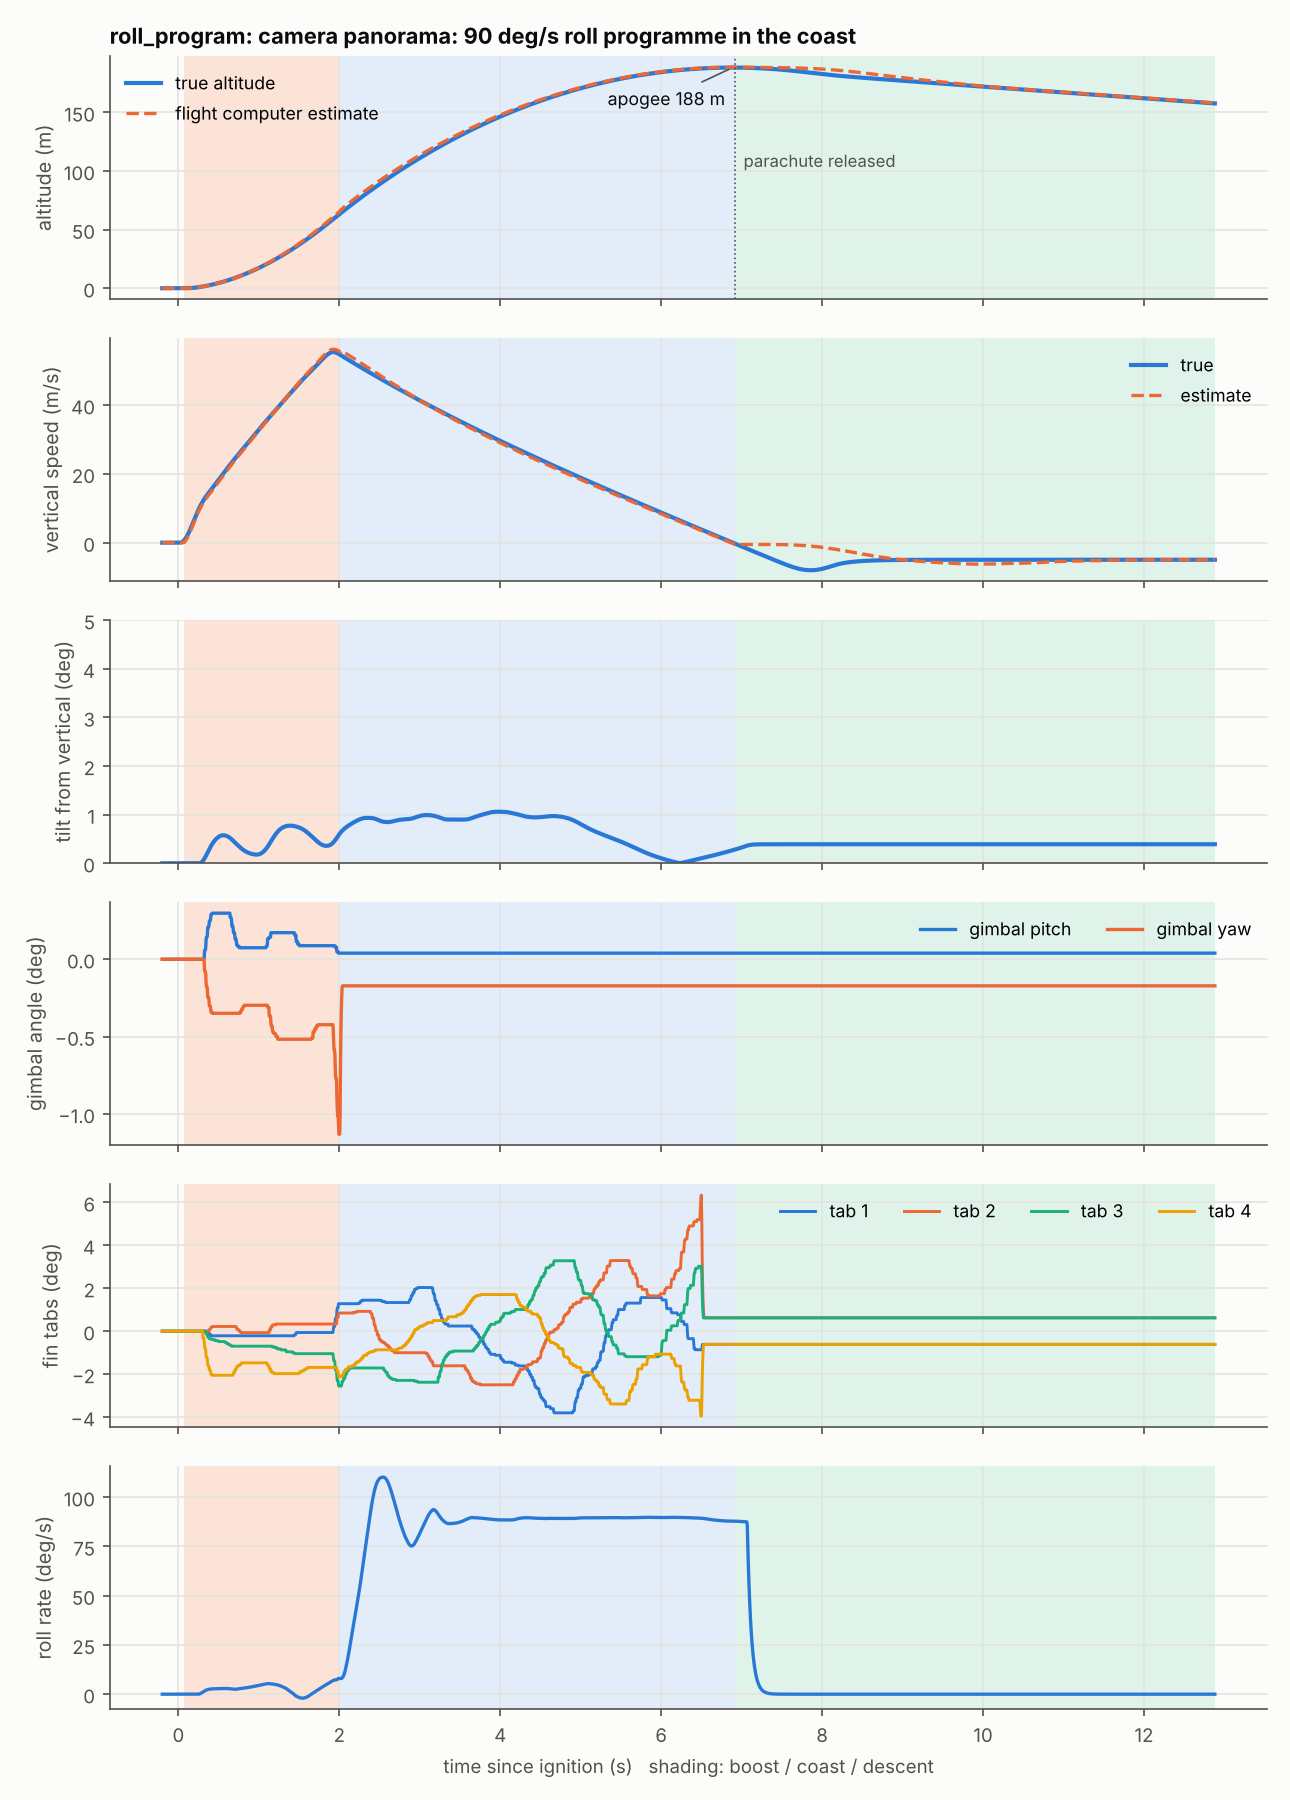 roll_program: camera panorama: 90 deg/s roll programme in the coast
true altitude
flight computer estimate
apogee 188 m
parachute released
altitude (m)
150
100
50
0
true
estimate
vertical speed (m/s)
40
20
0
tilt from vertical (deg)
5
4
3
2
1
0
gimbal pitch
gimbal yaw
gimbal angle (deg)
0.0
−0.5
−1.0
tab 1
tab 2
tab 3
tab 4
fin tabs (deg)
6
4
2
0
−2
−4
roll rate (deg/s)
100
75
50
25
0
0 2 4 6 8 10 12
time since ignition (s) shading: boost / coast / descent